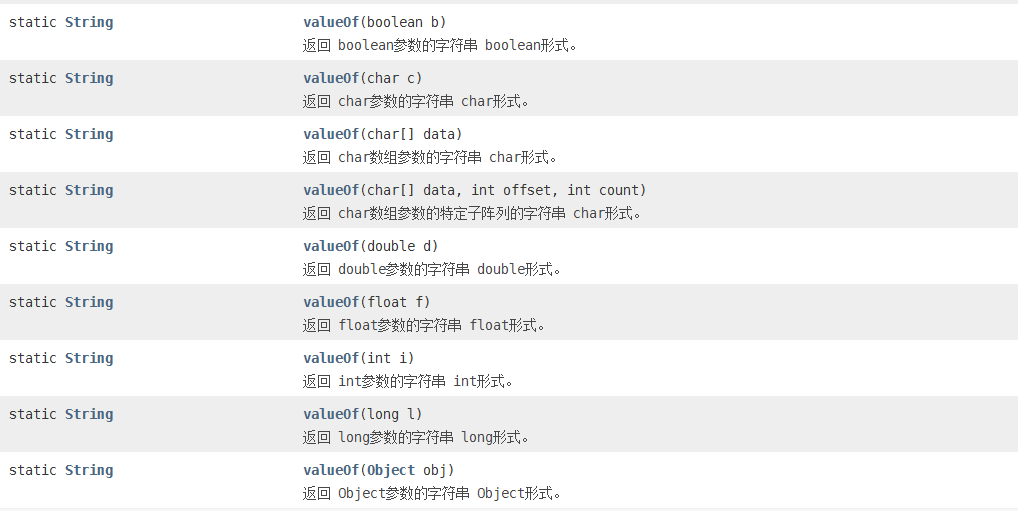 static String valueOf(boolean b)
返回 boolean参数的字符串 boolean形式。
static String valueOf(char c)
返回 char参数的字符串 char形式。
static String valueOf(char[] data)
返回 char数组参数的字符串 char形式。
static String valueOf(char[] data, int offset, int count)
返回 char数组参数的特定子阵列的字符串 char形式。
static String valueOf(double d)
返回 double参数的字符串 double形式。
static String valueOf(float f)
返回 float参数的字符串 float形式。
static String valueOf(int i)
返回 int参数的字符串 int形式。
static String valueOf(long l)
返回 long参数的字符串 long形式。
static String valueOf(Object obj)
返回 Object参数的字符串 Object形式。